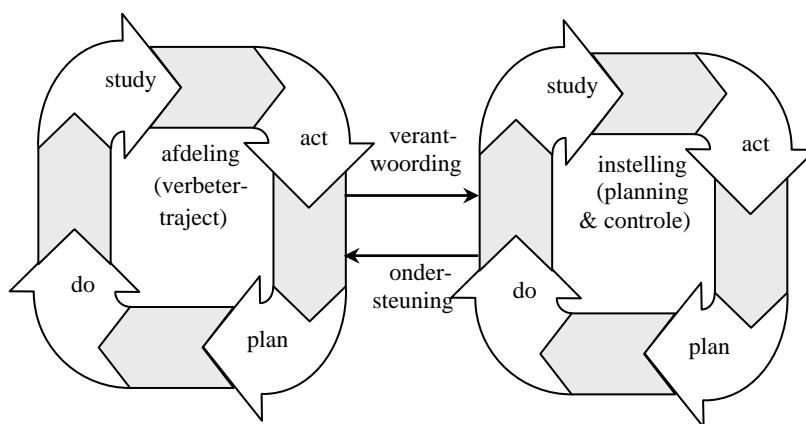 study
act
afdeling
(verbeter-
traject)
do
plan
verant-
woording
onder-
steuning
study
act
instelling
(planning
& controle)
do
plan